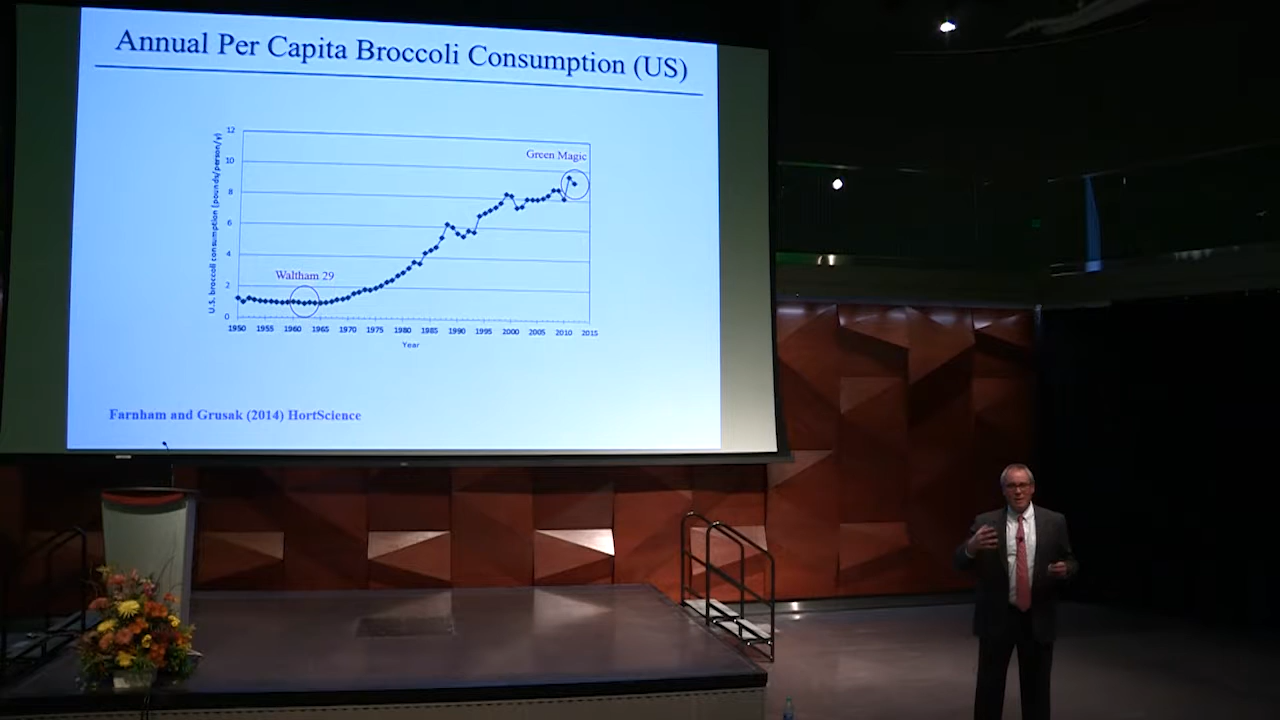 Annual Per Capita Broccoli Consumption (US)
U.S. broccoli consumption (pounds/person/y)
12
10
8
6
4
2
0
Green Magic
Waltham 29
1950 1955 1960 1965 1970 1975 1980 1985 1990 1995 2000 2005 2010 2015
Year
Farnham and Grusak (2014) HortScience